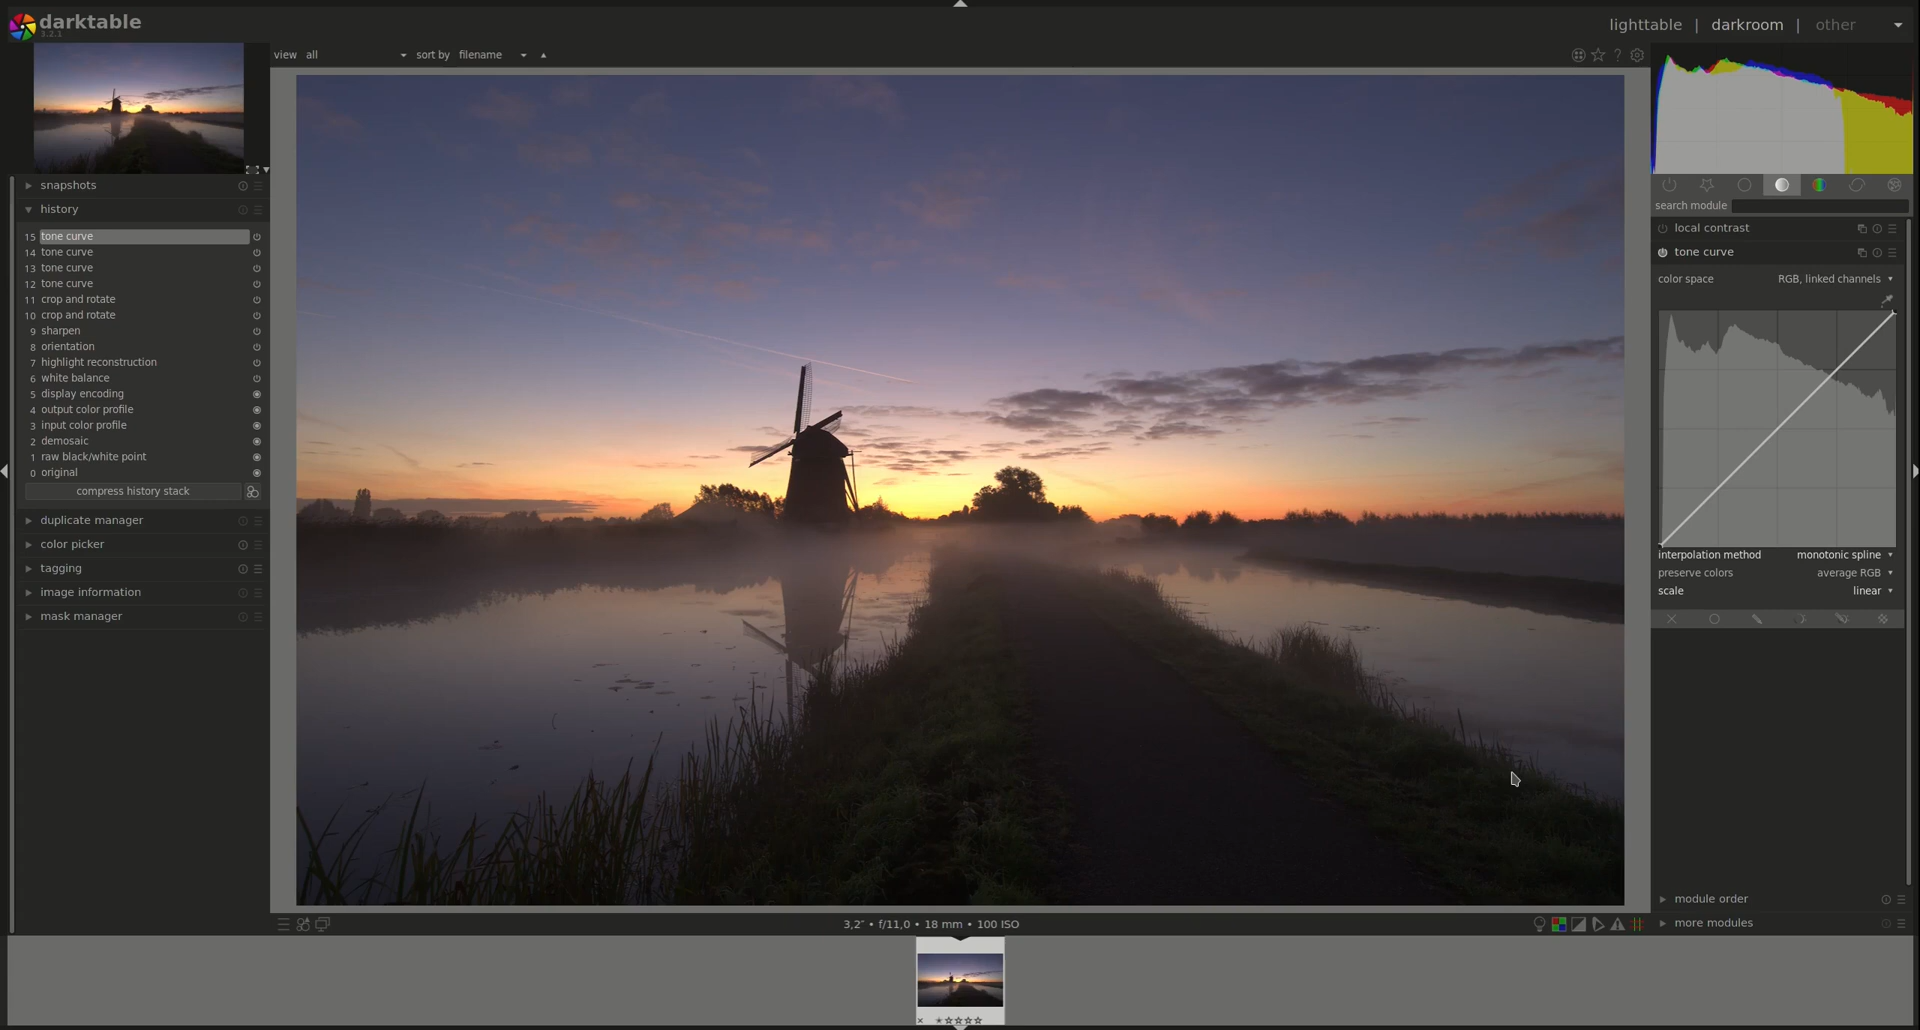 darktable
3.2.1
lighttable | darkroom | other
view all sort by filename
snapshots
history
15 tone curve
14 tone curve
13 tone curve
12 tone curve
11 crop and rotate
10 crop and rotate
9 sharpen
8 orientation
7 highlight reconstruction
6 white balance
5 display encoding
4 output color profile
3 input color profile
2 demosaic
1 raw black/white point
0 original
compress history stack
duplicate manager
color picker
tagging
image information
mask manager
3,2" • f/11,0 • 18 mm • 100 ISO
search module
local contrast
tone curve
color space RGB, linked channels
interpolation method monotonic spline
preserve colors average RGB
scale linear
module order
more modules